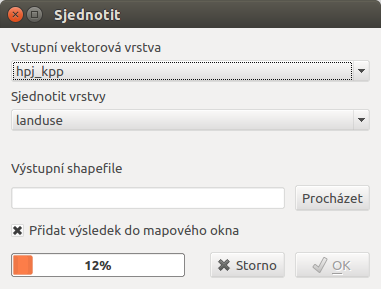 Sjednotit
Vstupní vektorová vrstva
hpj_kpp
Sjednotit vrstvy
landuse
Výstupní shapefile
Procházet
Přidat výsledek do mapového okna
12%
Storno
OK